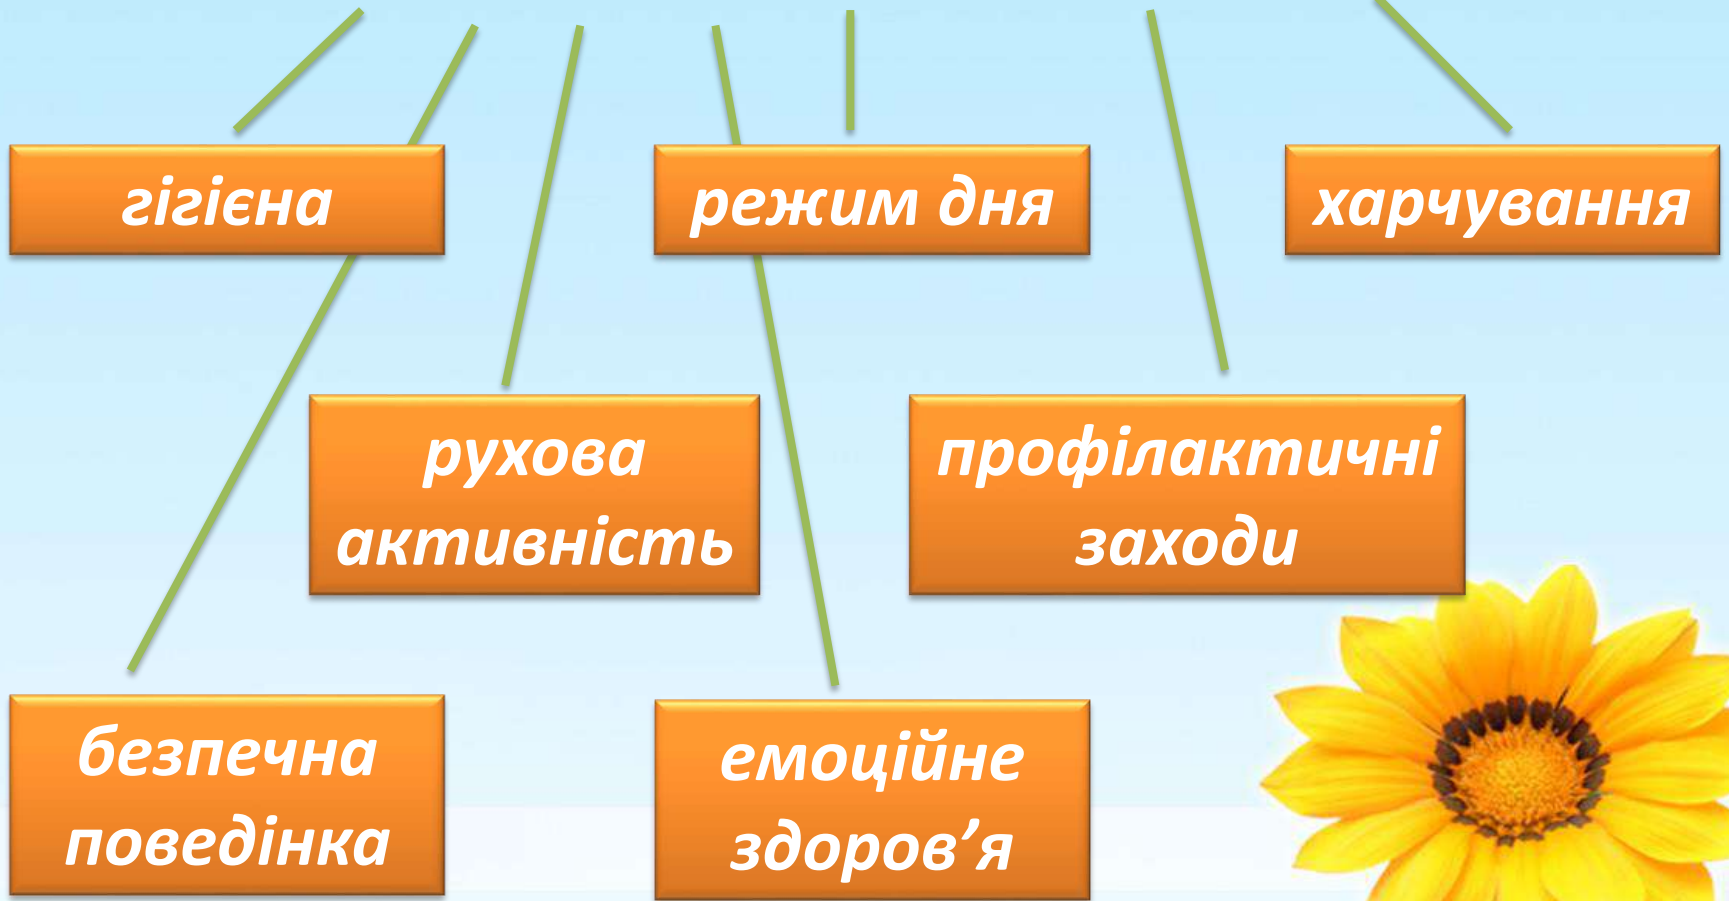 гігієна
режим дня
харчування
рухова
активність
профілактичні
заходи
безпечна
поведінка
емоційне
здоров’я